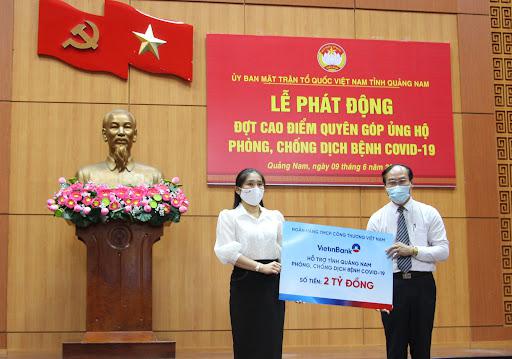 ỦY BAN MẶT TRẬN TỔ QUỐC VIỆT NAM TỈNH QUẢNG NAM
LỄ PHÁT ĐỘNG
ĐỢT CAO ĐIỂM QUYÊN GÓP ỦNG HỘ
PHÒNG, CHỐNG DỊCH BỆNH COVID-19
Quảng Nam, ngày 09 tháng 6 năm
NGÂN HÀNG TMCP CÔNG THƯƠNG VIỆT NAM
VietinBank
HỖ TRỢ TỈNH QUẢNG NAM
PHÒNG, CHỐNG DỊCH BỆNH COVID-19
SỐ TIỀN: 2 TỶ ĐỒNG